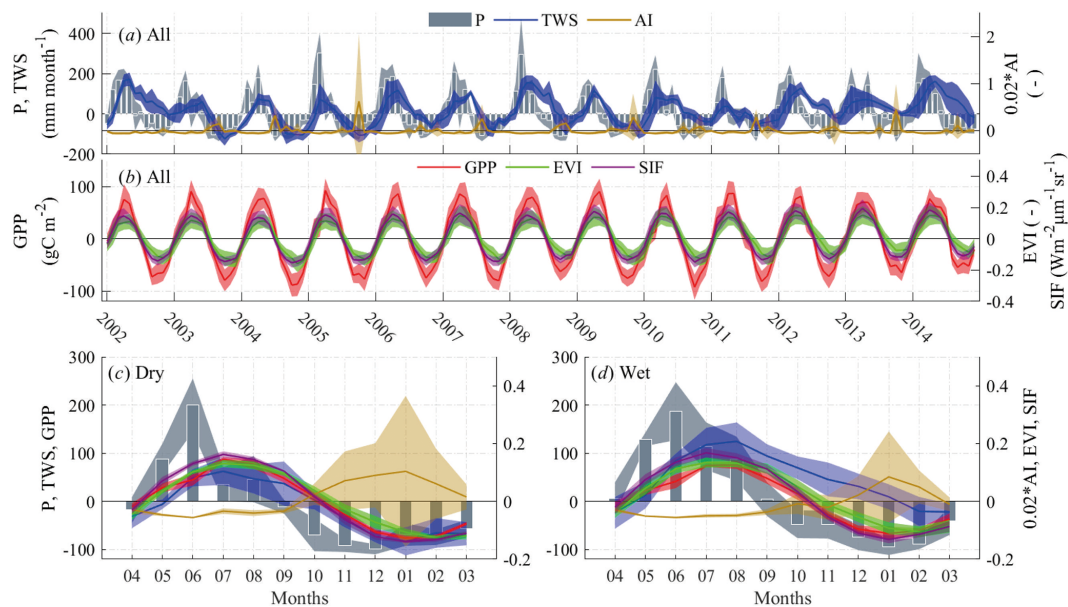 P TWS AI
(a) All
P, TWS
(mm month⁻¹)
400
200
0
-200
2
1
0
0.02*AI
( - )
GPP EVI SIF
(b) All
GPP
(gC m⁻²)
100
0
-100
0.4
0.2
0
-0.2
-0.4
EVI ( - )
SIF (Wm⁻²μm⁻¹sr⁻¹)
2002 2003 2004 2005 2006 2007 2008 2009 2010 2011 2012 2013 2014
(c) Dry
P, TWS, GPP
300
200
100
0
-100
0.4
0.2
0
-0.2
04 05 06 07 08 09 10 11 12 01 02 03
Months
(d) Wet
300
200
100
0
-100
0.4
0.2
0
-0.2
0.02*AI, EVI, SIF
04 05 06 07 08 09 10 11 12 01 02 03
Months